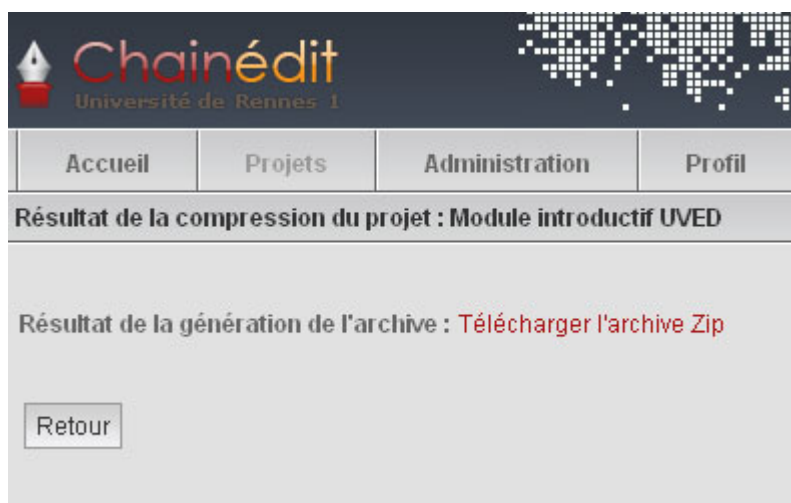 Chainédit
Université de Rennes 1
Accueil Projets Administration Profil
Résultat de la compression du projet : Module introductif UVED
Résultat de la génération de l'archive : Télécharger l'archive Zip
Retour